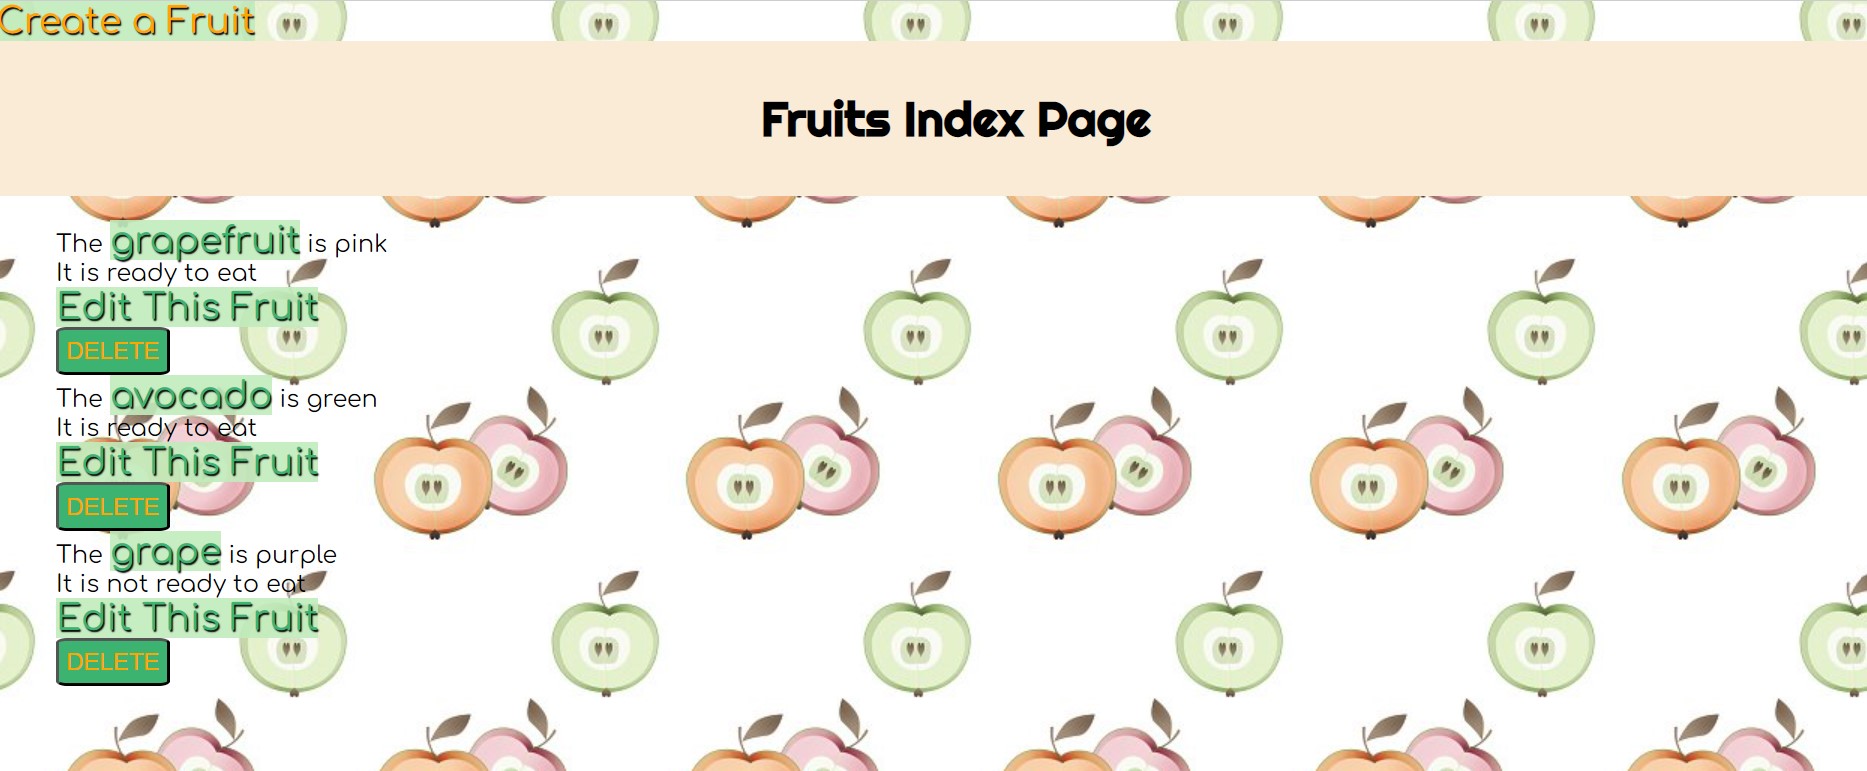 Create a Fruit
Fruits Index Page
The grapefruit is pink
It is ready to eat
Edit This Fruit
DELETE
The avocado is green
It is ready to eat
Edit This Fruit
DELETE
The grape is purple
It is not ready to eat
Edit This Fruit
DELETE